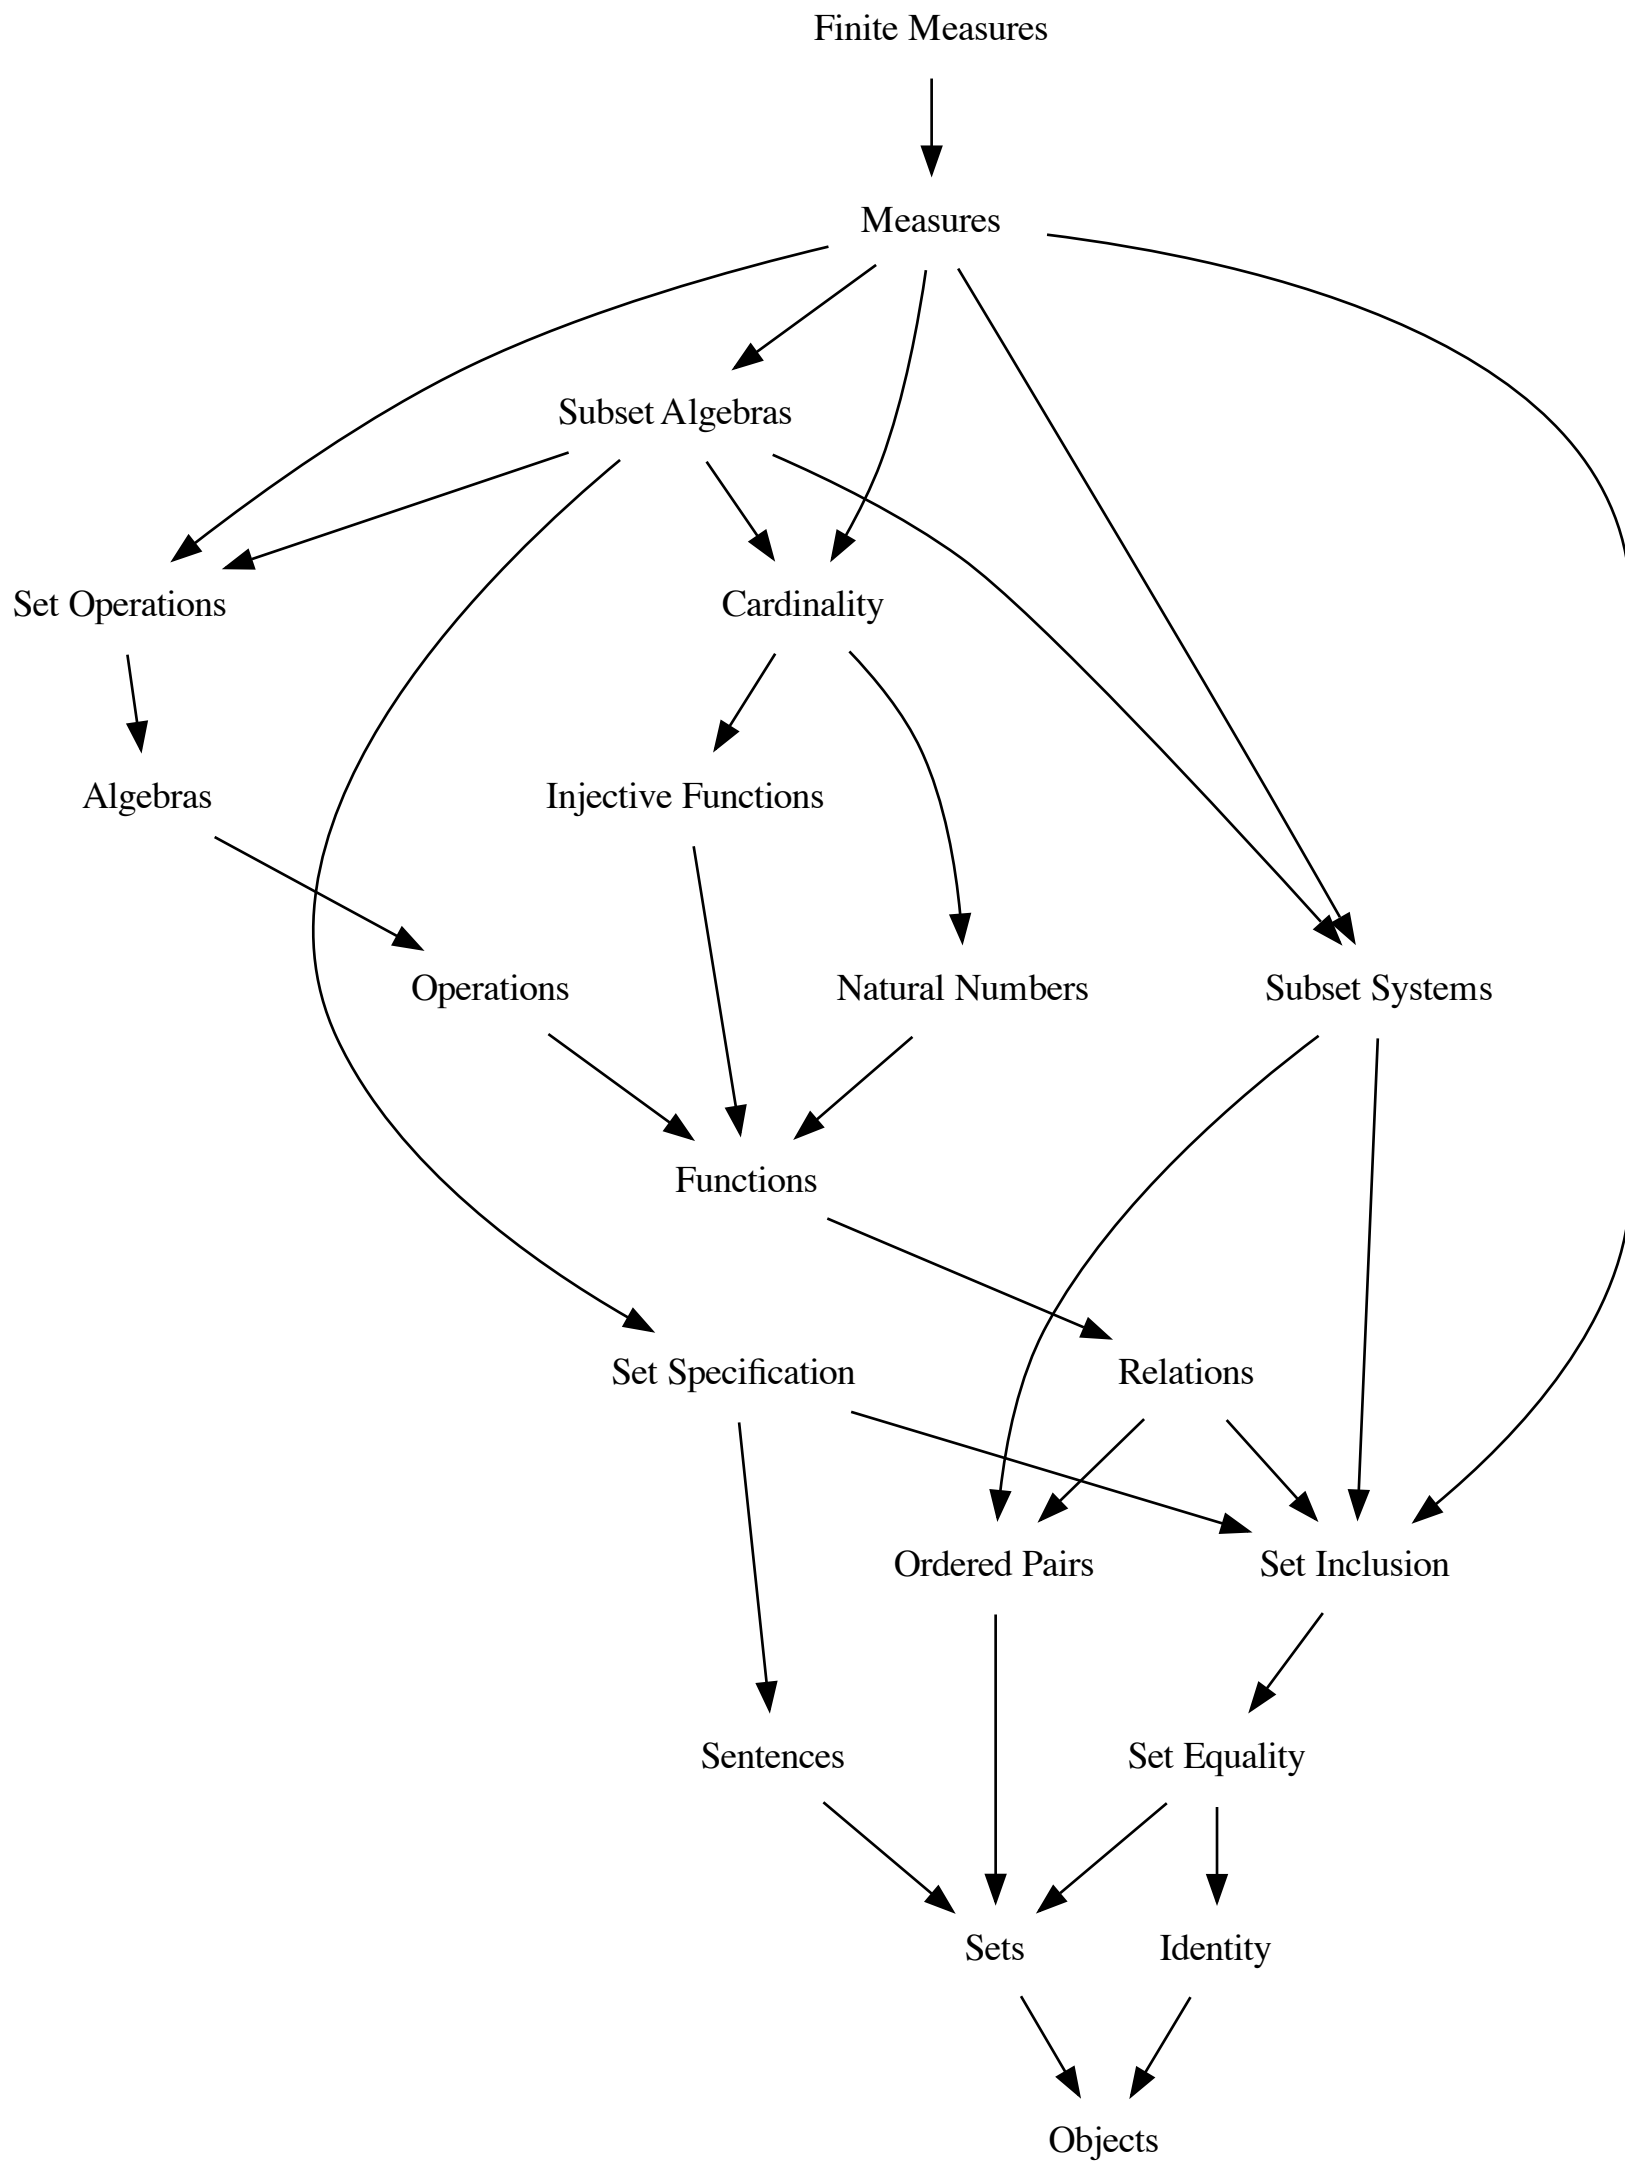 Finite Measures
Measures
Subset Algebras
Set Operations
Cardinality
Algebras
Injective Functions
Operations
Natural Numbers
Subset Systems
Functions
Set Specification
Relations
Ordered Pairs
Set Inclusion
Sentences
Set Equality
Sets
Identity
Objects